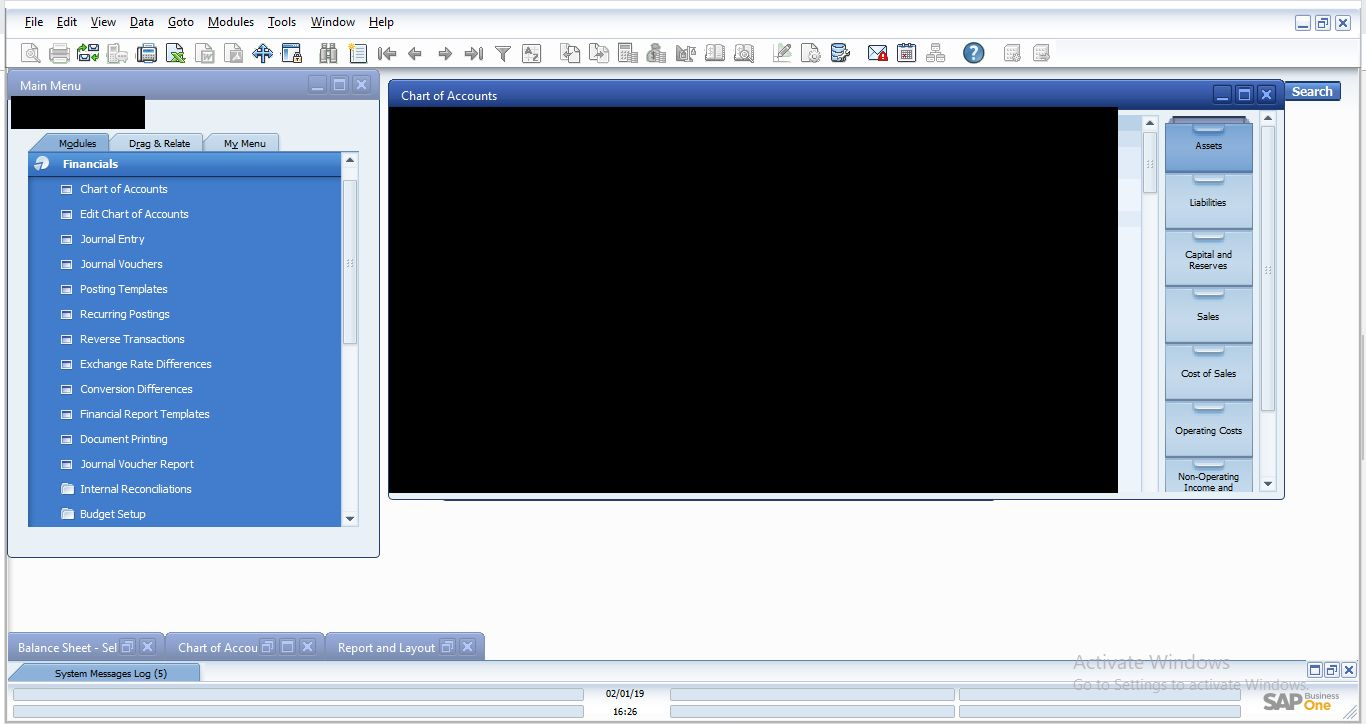 File Edit View Data Goto Modules Tools Window Help
Main Menu
Modules Drag & Relate My Menu
Financials
Chart of Accounts
Edit Chart of Accounts
Journal Entry
Journal Vouchers
Posting Templates
Recurring Postings
Reverse Transactions
Exchange Rate Differences
Conversion Differences
Financial Report Templates
Document Printing
Journal Voucher Report
Internal Reconciliations
Budget Setup
Chart of Accounts
Search
Assets
Liabilities
Capital and
Reserves
Sales
Cost of Sales
Operating Costs
Non-Operating
Income and
Balance Sheet - Sel Chart of Accou Report and Layout
System Messages Log (5)
Activate Windows
Go to Settings to activate Windows.
02/01/19
16:26
SAP Business
One